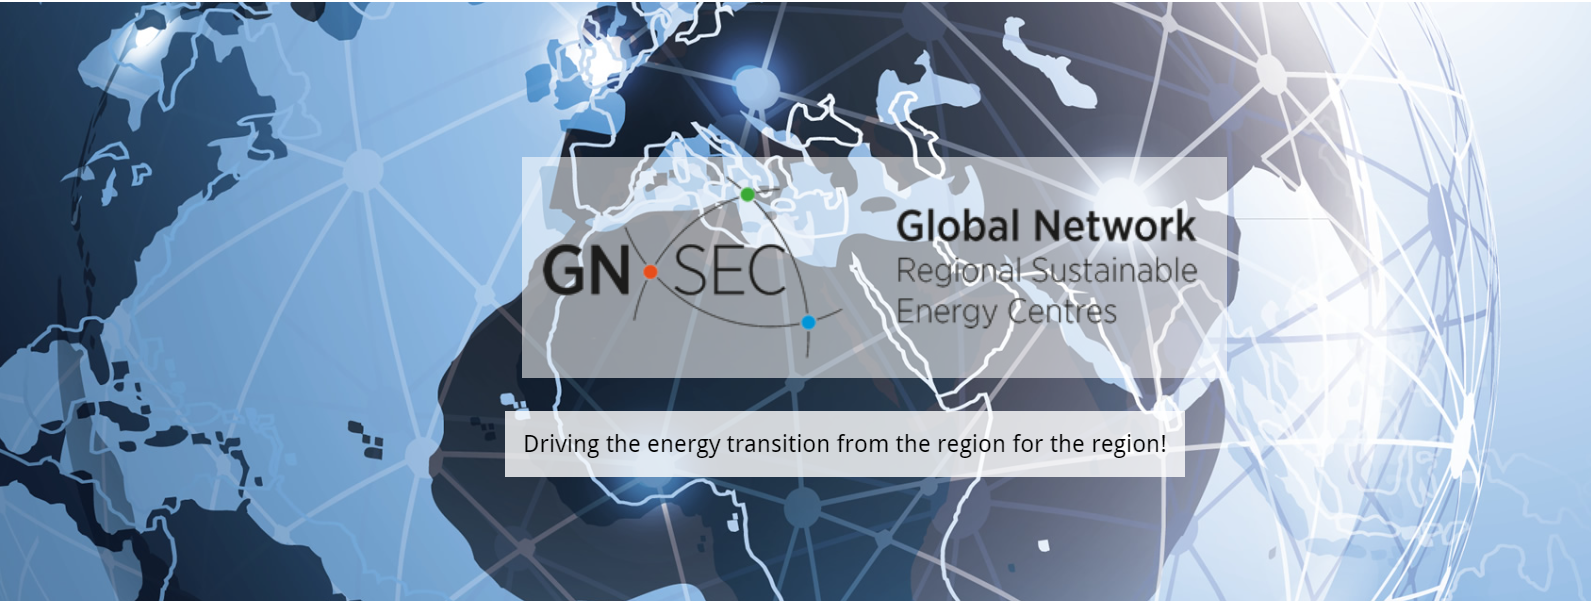 GN SEC
Global Network
Regional Sustainable
Energy Centres
Driving the energy transition from the region for the region!